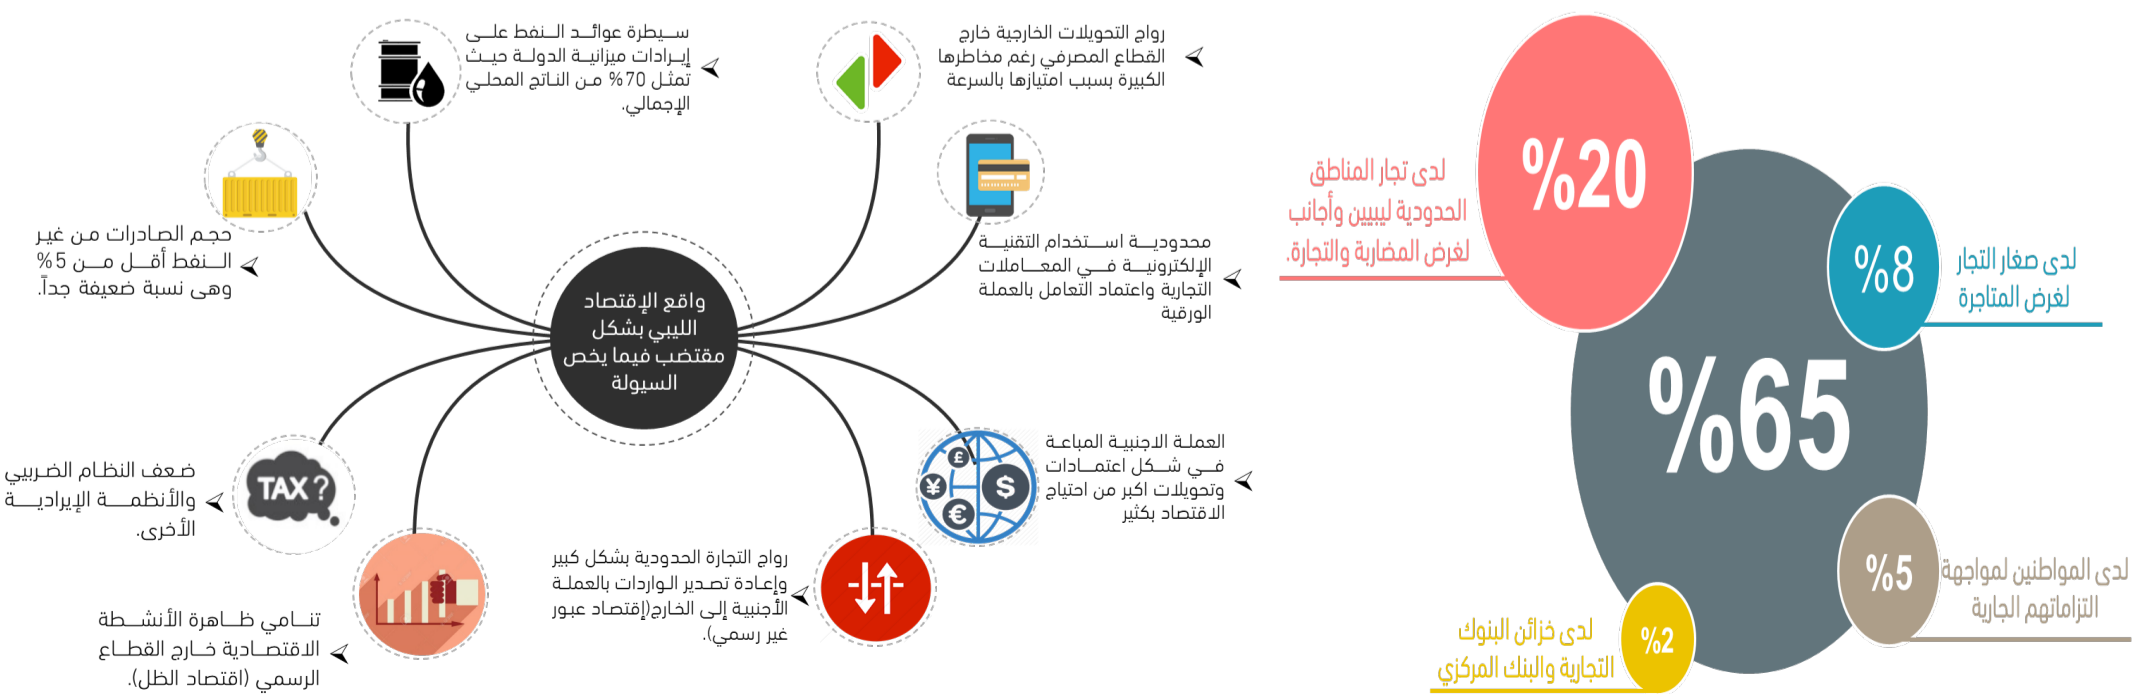 رواج التحويلات الخارجية خارج
القطاع المصرفي رغم مخاطرها
الكبيرة بسبب امتيازها بالسرعة
محدودية استخدام التقنية
الإلكترونية في المعاملات
التجارية واعتماد التعامل بالعملة
الورقية
العملة الاجنبية المباعة
في شكل اعتمادات
وتحويلات اكبر من احتياج
الاقتصاد بكثير
رواج التجارة الحدودية بشكل كبير
وإعادة تصدير الواردات بالعملة
الأجنبية إلى الخارج(إقتصاد عبور
غير رسمي).
سيطرة عوائد النفط على
إيرادات ميزانية الدولة حيث
تمثل 70% من الناتج المحلي
الإجمالي.
حجم الصادرات من غير
النفط أقل من 5%
وهى نسبة ضعيفة جداً.
ضعف النظام الضريبي
والأنظمة الإيرادية
الأخرى.
TAX?
تنامي ظاهرة الأنشطة
الاقتصادية خارج القطاع
الرسمي (اقتصاد الظل).
واقع الإقتصاد
الليبي بشكل
مقتضب فيما يخص
السيولة
£
¥
$
€
%20
لدى تجار المناطق
الحدودية ليبيين وأجانب
لغرض المضاربة والتجارة.
%8
لدى صغار التجار
لغرض المتاجرة
%65
%5
لدى المواطنين لمواجهة
التزاماتهم الجارية
%2
لدى خزائن البنوك
التجارية والبنك المركزي